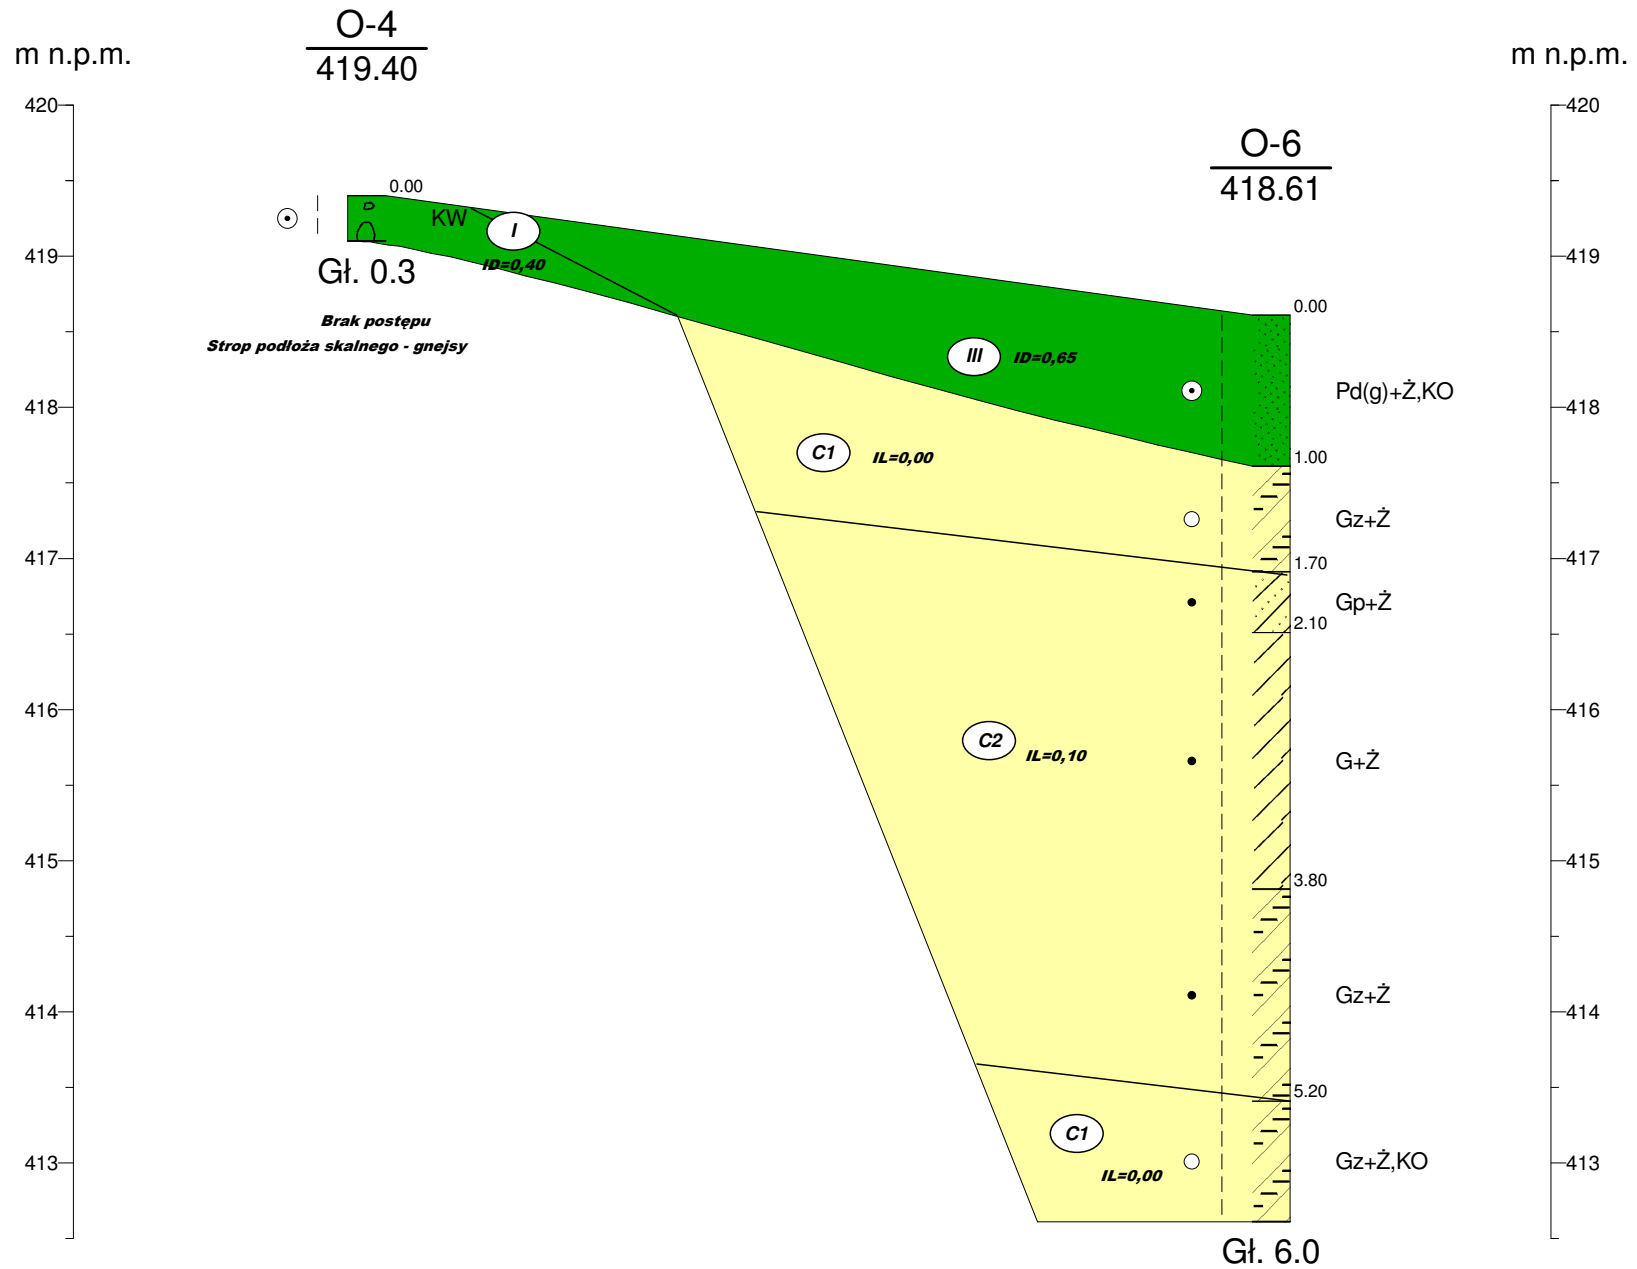 O-4
419.40
m n.p.m.
m n.p.m.
420
420
O-6
418.61
0.00
KW
I
ID=0,40
419
419
Gł. 0.3
Brak postępu
Strop podłoża skalnego - gnejsy
0.00
III
ID=0,65
Pd(g)+Ż,KO
418
418
C1
IL=0,00
1.00
Gz+Ż
417
417
1.70
Gp+Ż
2.10
416
416
C2
IL=0,10
G+Ż
415
415
3.80
Gz+Ż
414
414
5.20
C1
IL=0,00
413
413
Gz+Ż,KO
Gł. 6.0